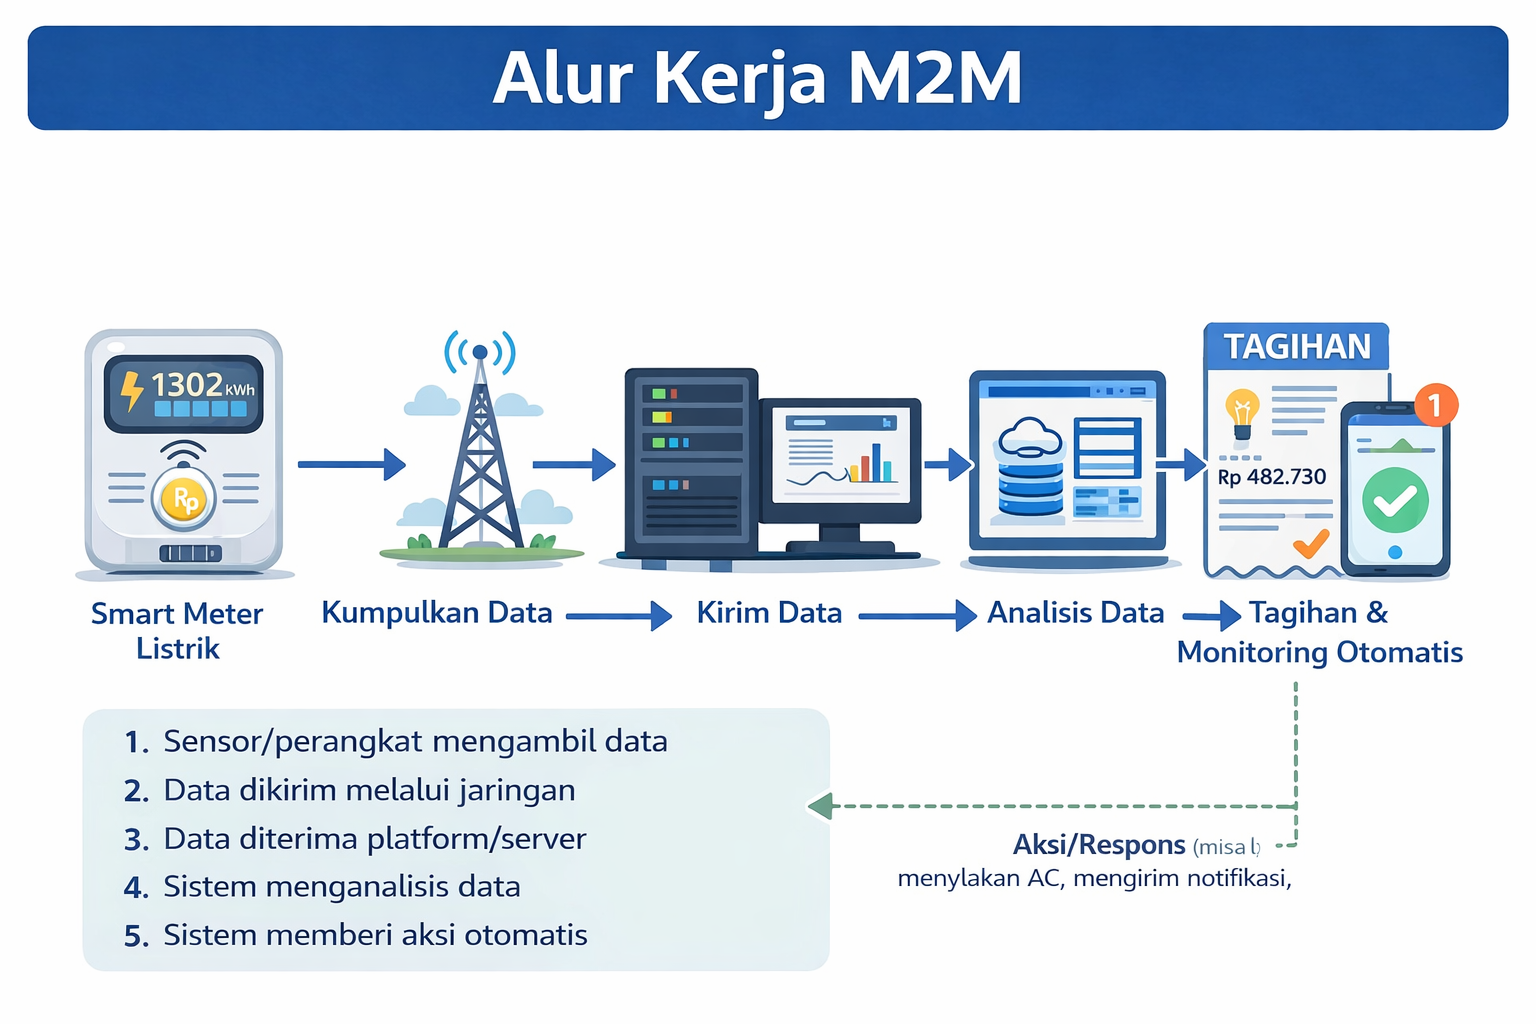 Alur Kerja M2M
1302 kWh
Rp
TAGIHAN
1
Rp 482.730
Smart Meter
Listrik
Kumpulkan Data
Kirim Data
Analisis Data
Tagihan &
Monitoring Otomatis
1. Sensor/perangkat mengambil data
2. Data dikirim melalui jaringan
3. Data diterima platform/server
4. Sistem menganalisis data
5. Sistem memberi aksi otomatis
Aksi/Respons (misal)
menylakan AC, mengirim notifikasi,